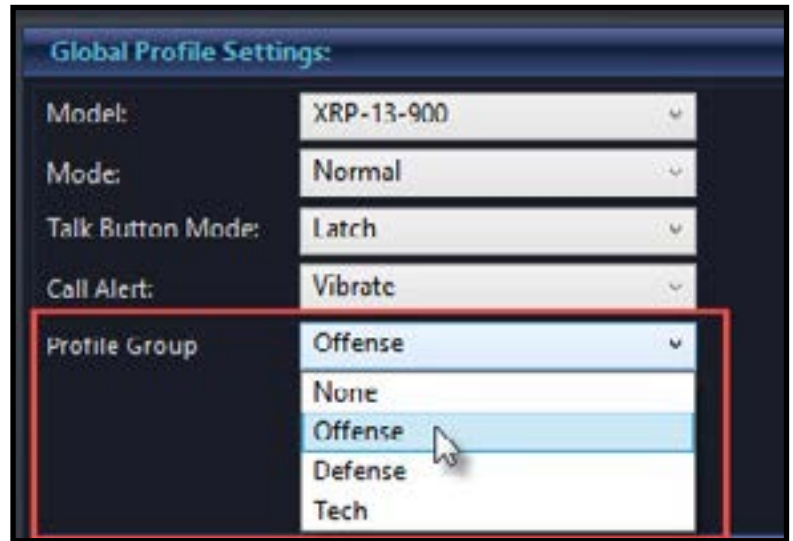 Global Profile Settings:
Model: XRP-13-900
Mode: Normal
Talk Button Mode: Latch
Call Alert: Vibrate
Profile Group Offense
None
Offense
Defense
Tech